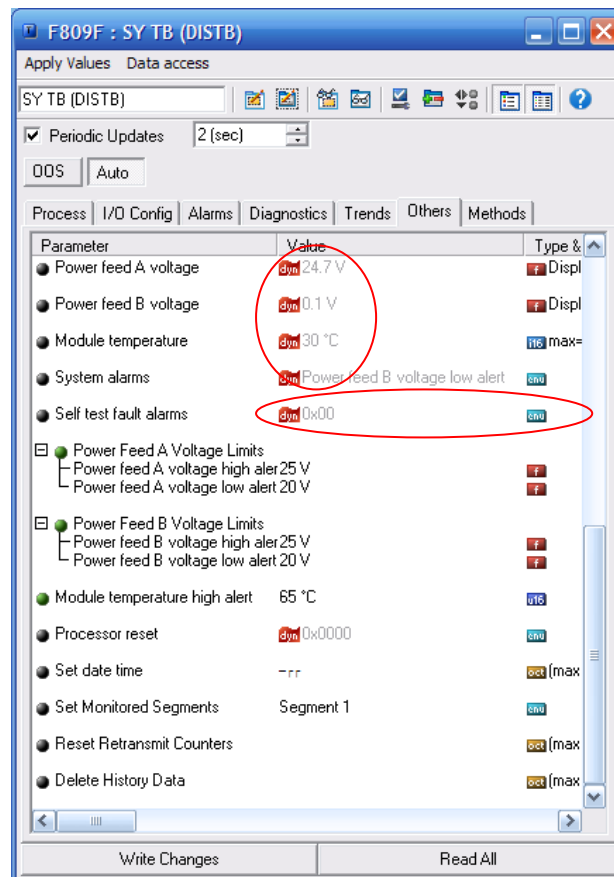 F809F : SY TB (DISTB)
Apply Values Data access
SY TB (DISTB)
Periodic Updates 2 (sec)
OOS Auto
Process I/O Config Alarms Diagnostics Trends Others Methods
Parameter Value Type &
Power feed A voltage dyn 24.7 V f Displ
Power feed B voltage dyn 0.1 V f Displ
Module temperature dyn 30 °C i16 max=
System alarms dyn Power feed B voltage low alert enu
Self test fault alarms dyn 0x00 enu
Power Feed A Voltage Limits
Power feed A voltage high aler 25 V f
Power feed A voltage low alert 20 V f
Power Feed B Voltage Limits
Power feed B voltage high aler 25 V f
Power feed B voltage low alert 20 V f
Module temperature high alert 65 °C u16
Processor reset dyn 0x0000 enu
Set date time oct (max
Set Monitored Segments Segment 1 enu
Reset Retransmit Counters oct (max
Delete History Data oct (max
Write Changes Read All